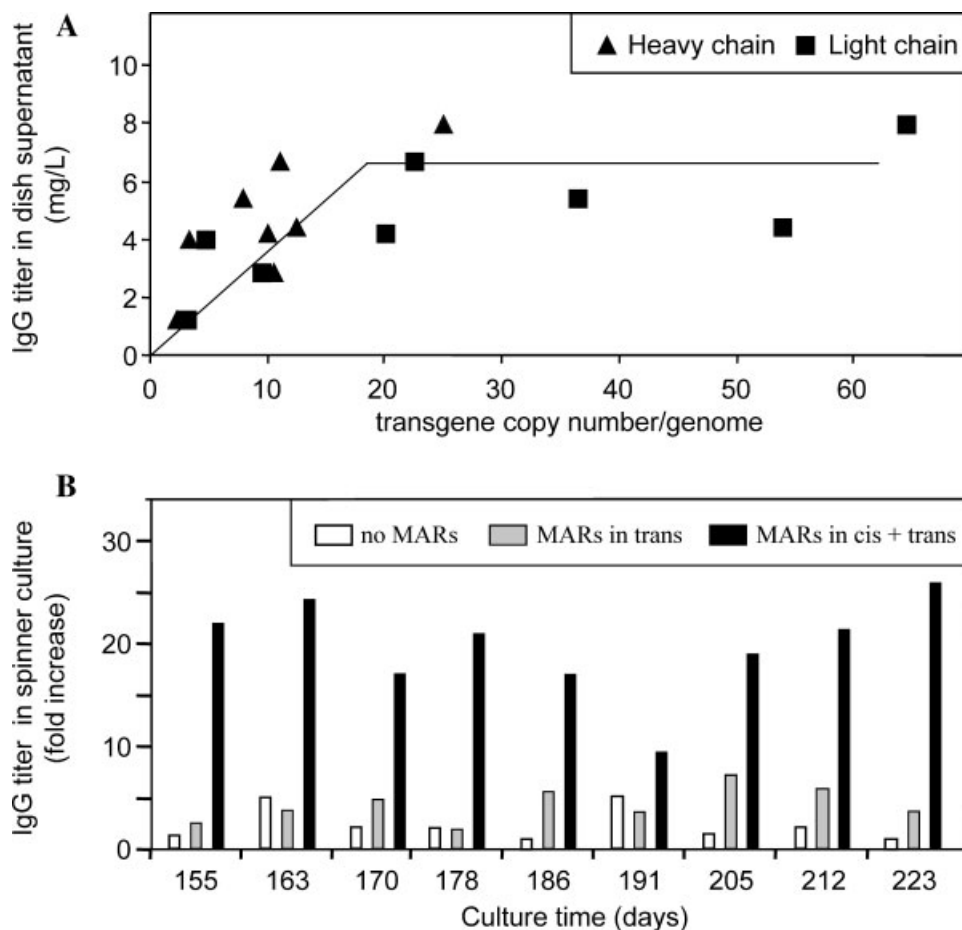 A
Heavy chain Light chain
IgG titer in dish supernatant
(mg/L)
10
8
6
4
2
0
0 10 20 30 40 50 60
transgene copy number/genome
B
no MARs MARs in trans MARs in cis + trans
IgG titer in spinner culture
(fold increase)
30
20
10
0
155 163 170 178 186 191 205 212 223
Culture time (days)